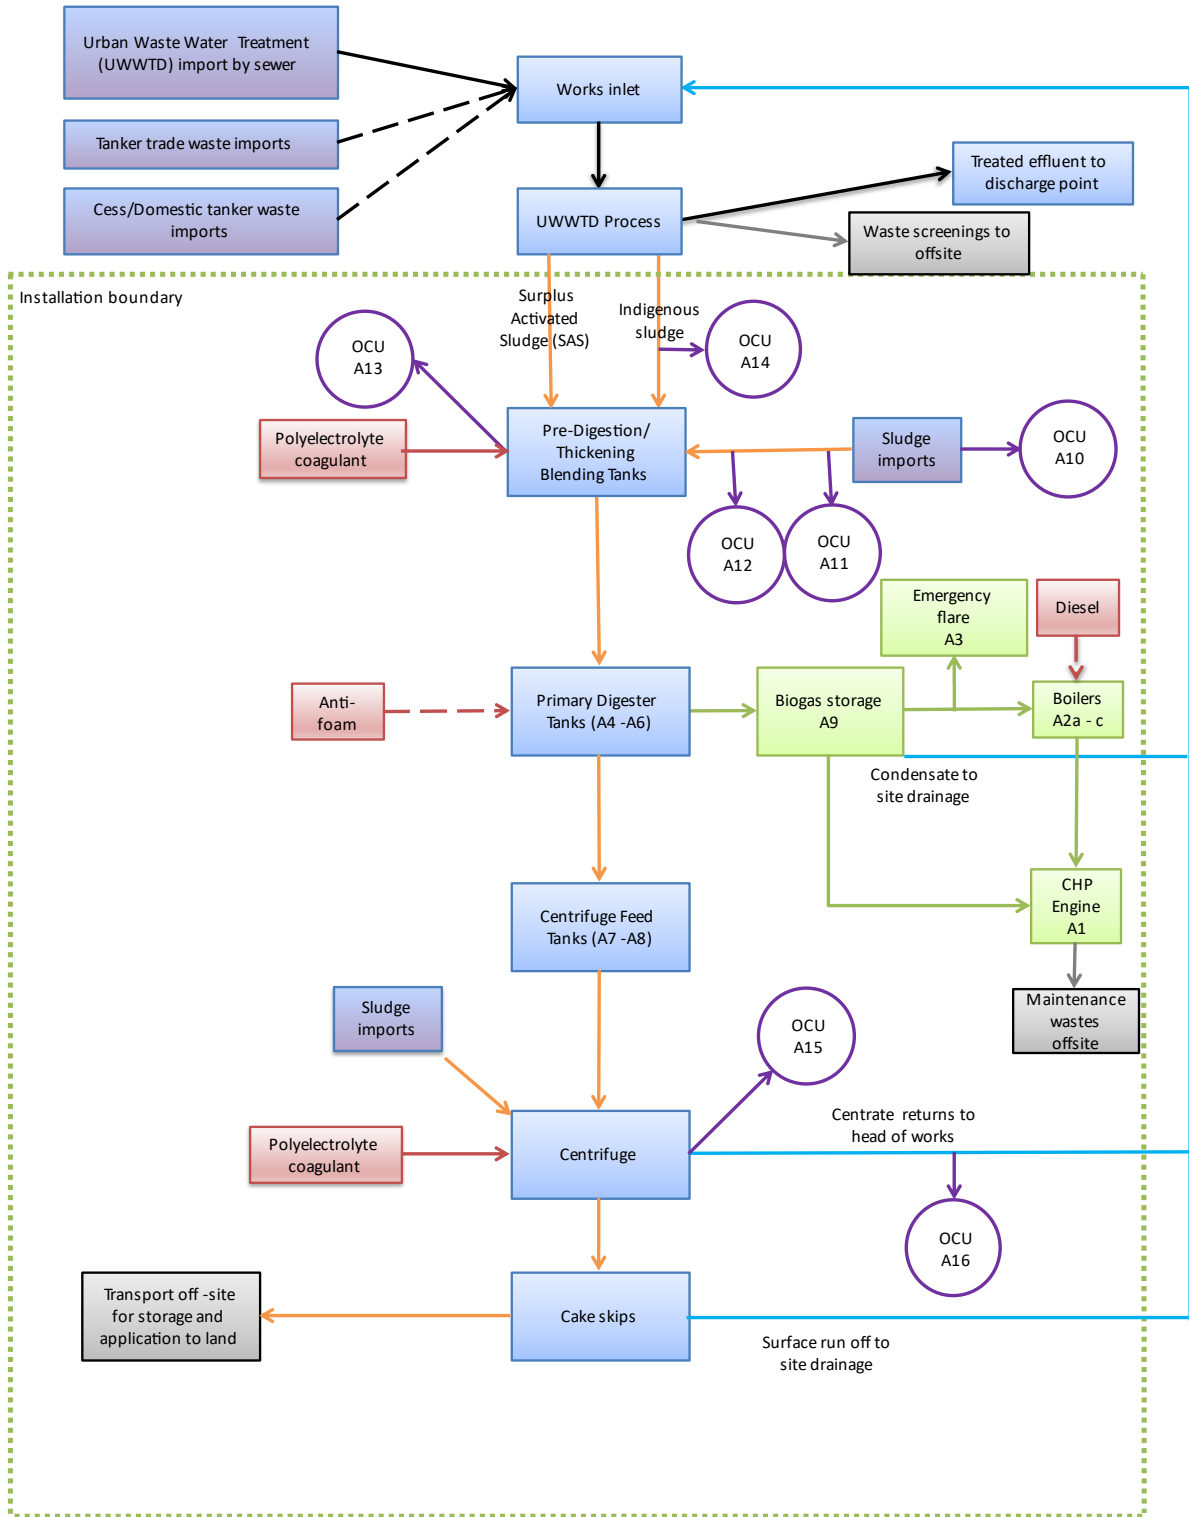 Urban Waste Water Treatment
(UWWTD) import by sewer
Works inlet
Tanker trade waste imports
Treated effluent to
discharge point
Cess/Domestic tanker waste
imports
UWWTD Process
Waste screenings to
offsite
Installation boundary
Surplus
Activated
Sludge (SAS)
Indigenous
sludge
OCU
A13
OCU
A14
Polyelectrolyte
coagulant
Pre-Digestion/
Thickening
Blending Tanks
Sludge
imports
OCU
A10
OCU
A12
OCU
A11
Emergency
flare
A3
Diesel
Anti-
foam
Primary Digester
Tanks (A4 -A6)
Biogas storage
A9
Boilers
A2a - c
Condensate to
site drainage
CHP
Engine
A1
Centrifuge Feed
Tanks (A7 -A8)
Sludge
imports
OCU
A15
Maintenance
wastes
offsite
Polyelectrolyte
coagulant
Centrifuge
Centrate returns to
head of works
OCU
A16
Transport off -site
for storage and
application to land
Cake skips
Surface run off to
site drainage